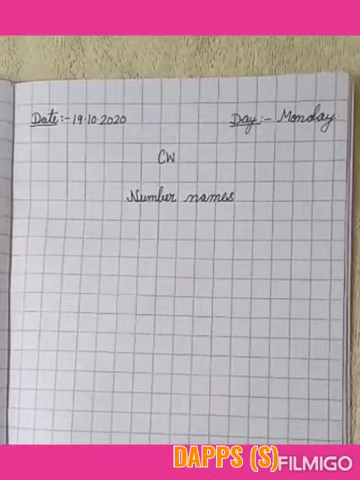 Date:- 19.10.2020 Day:- Monday
CW
Number names
DAPPS (S) FILMIGO